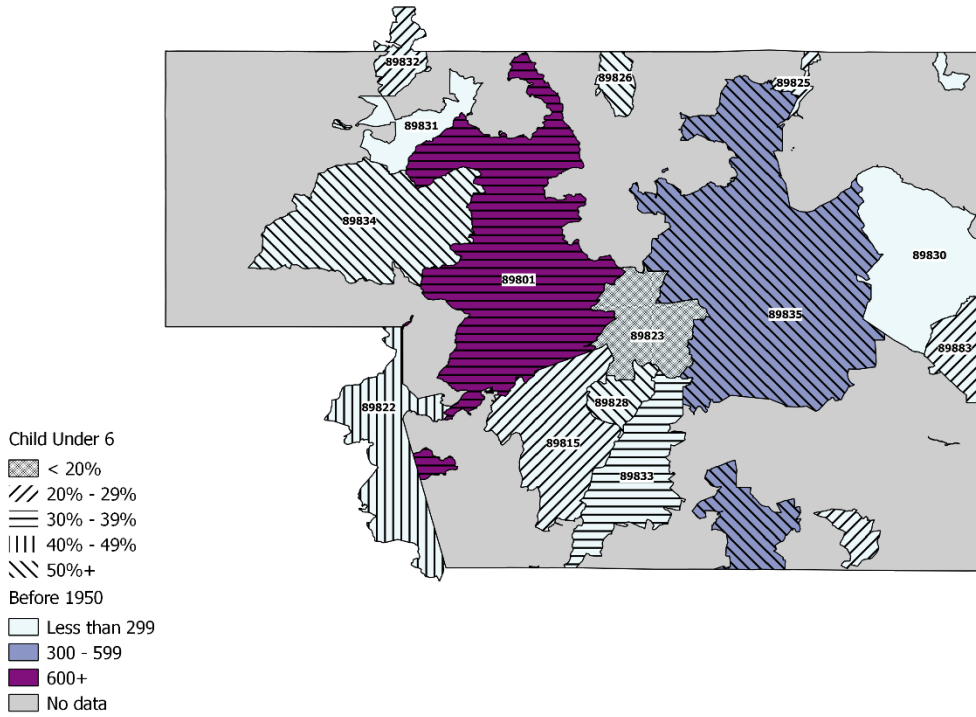 89832
89826
89825
89831
89834
89830
89801
89835
89823
89883
89822
89828
89815
89833
Child Under 6
< 20%
20% - 29%
30% - 39%
40% - 49%
50%+
Before 1950
Less than 299
300 - 599
600+
No data